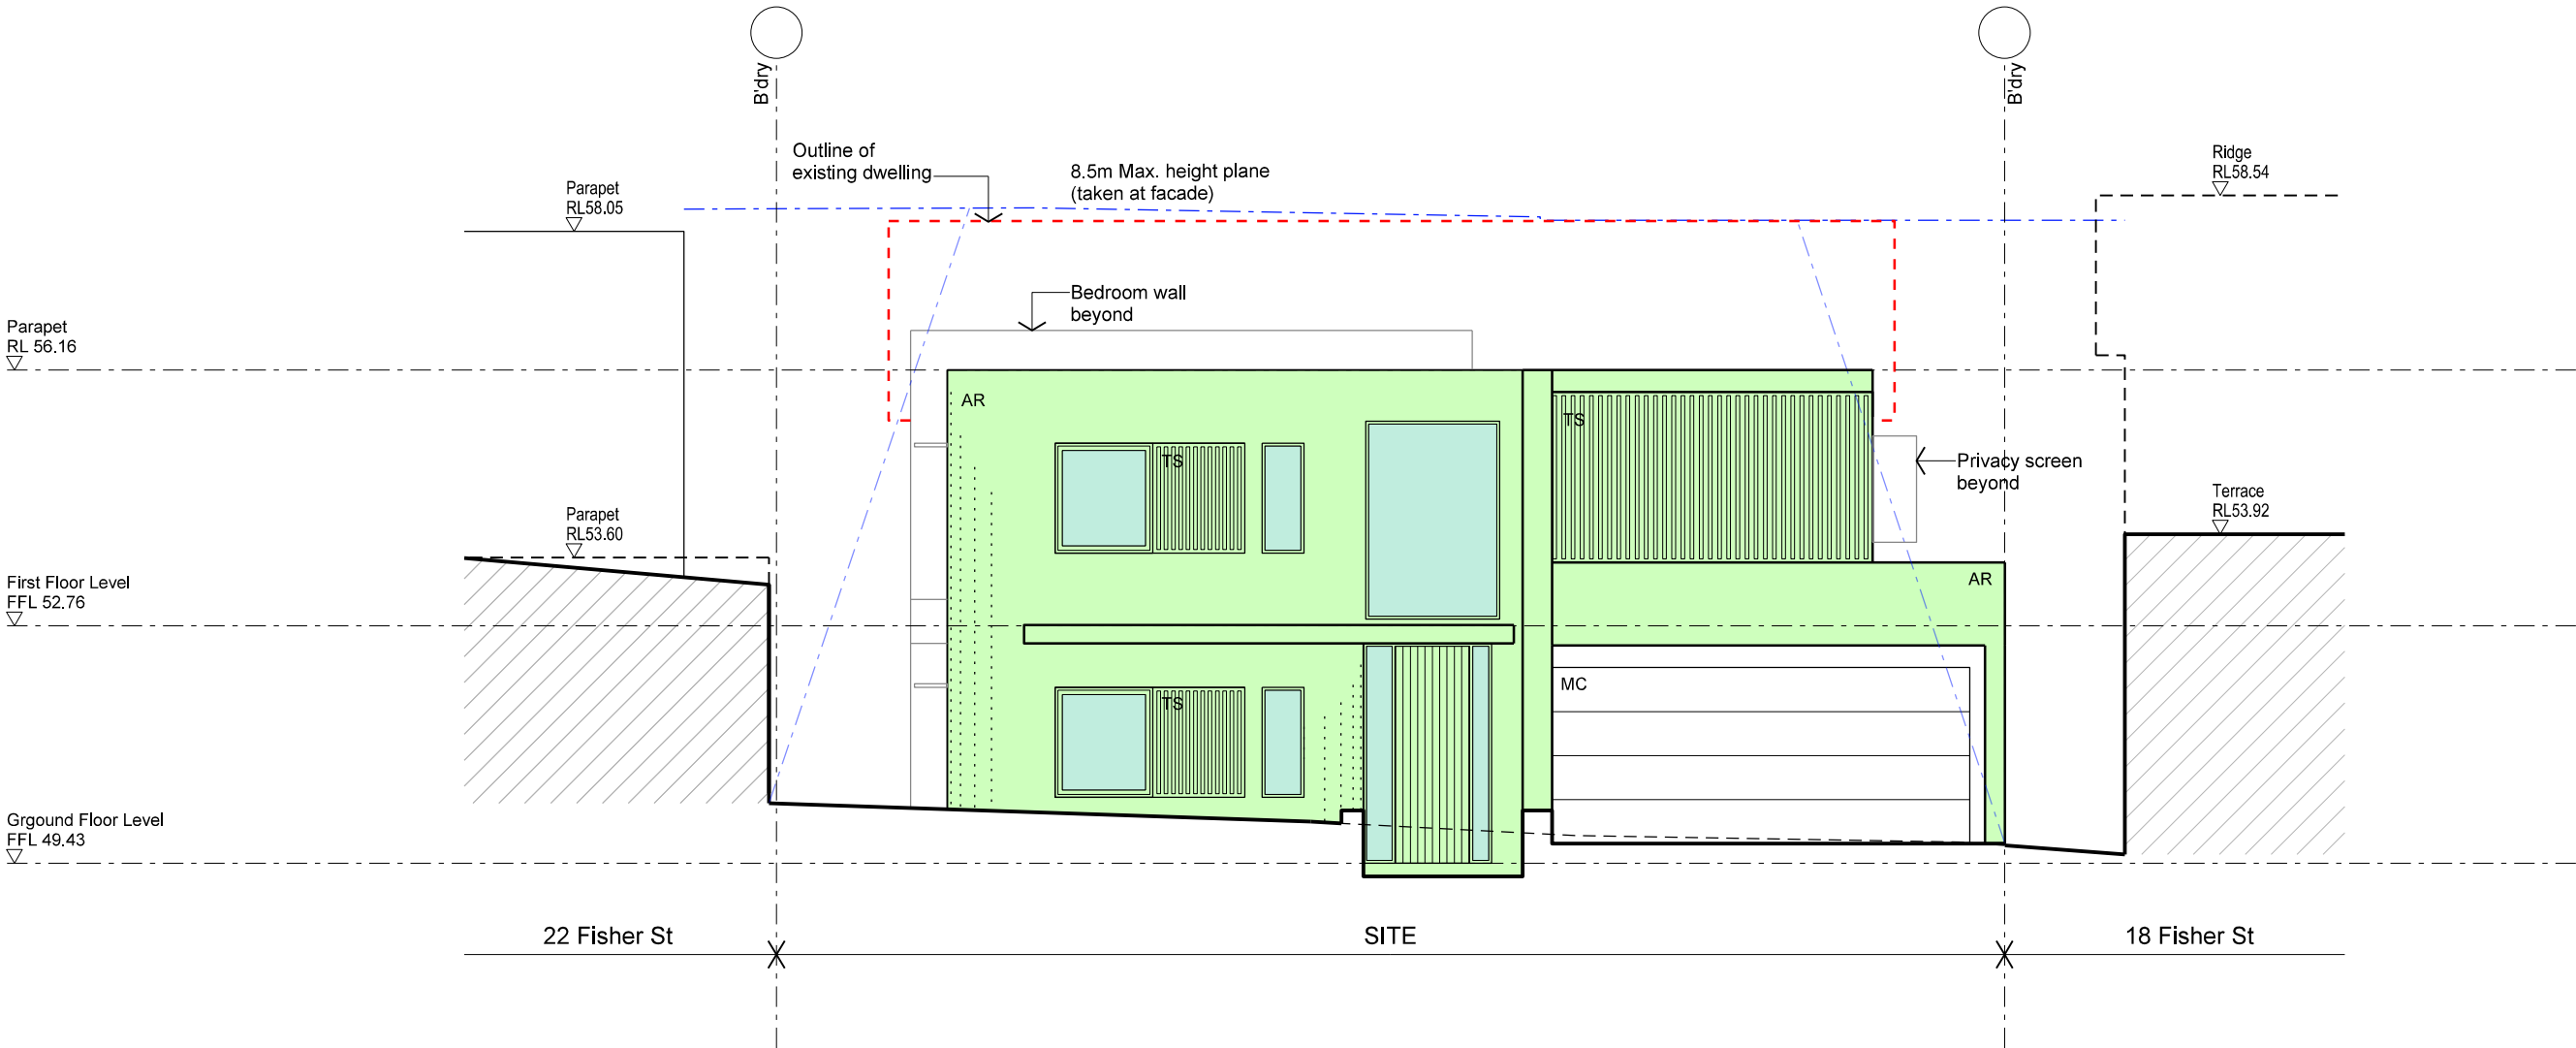 B'dry
B'dry
Outline of
existing dwelling
8.5m Max. height plane
(taken at facade)
Ridge
RL58.54
Parapet
RL58.05
Bedroom wall
beyond
Parapet
RL 56.16
AR
TS
TS
Privacy screen
beyond
Parapet
RL53.60
Terrace
RL53.92
First Floor Level
FFL 52.76
AR
MC
TS
Grground Floor Level
FFL 49.43
22 Fisher St
SITE
18 Fisher St